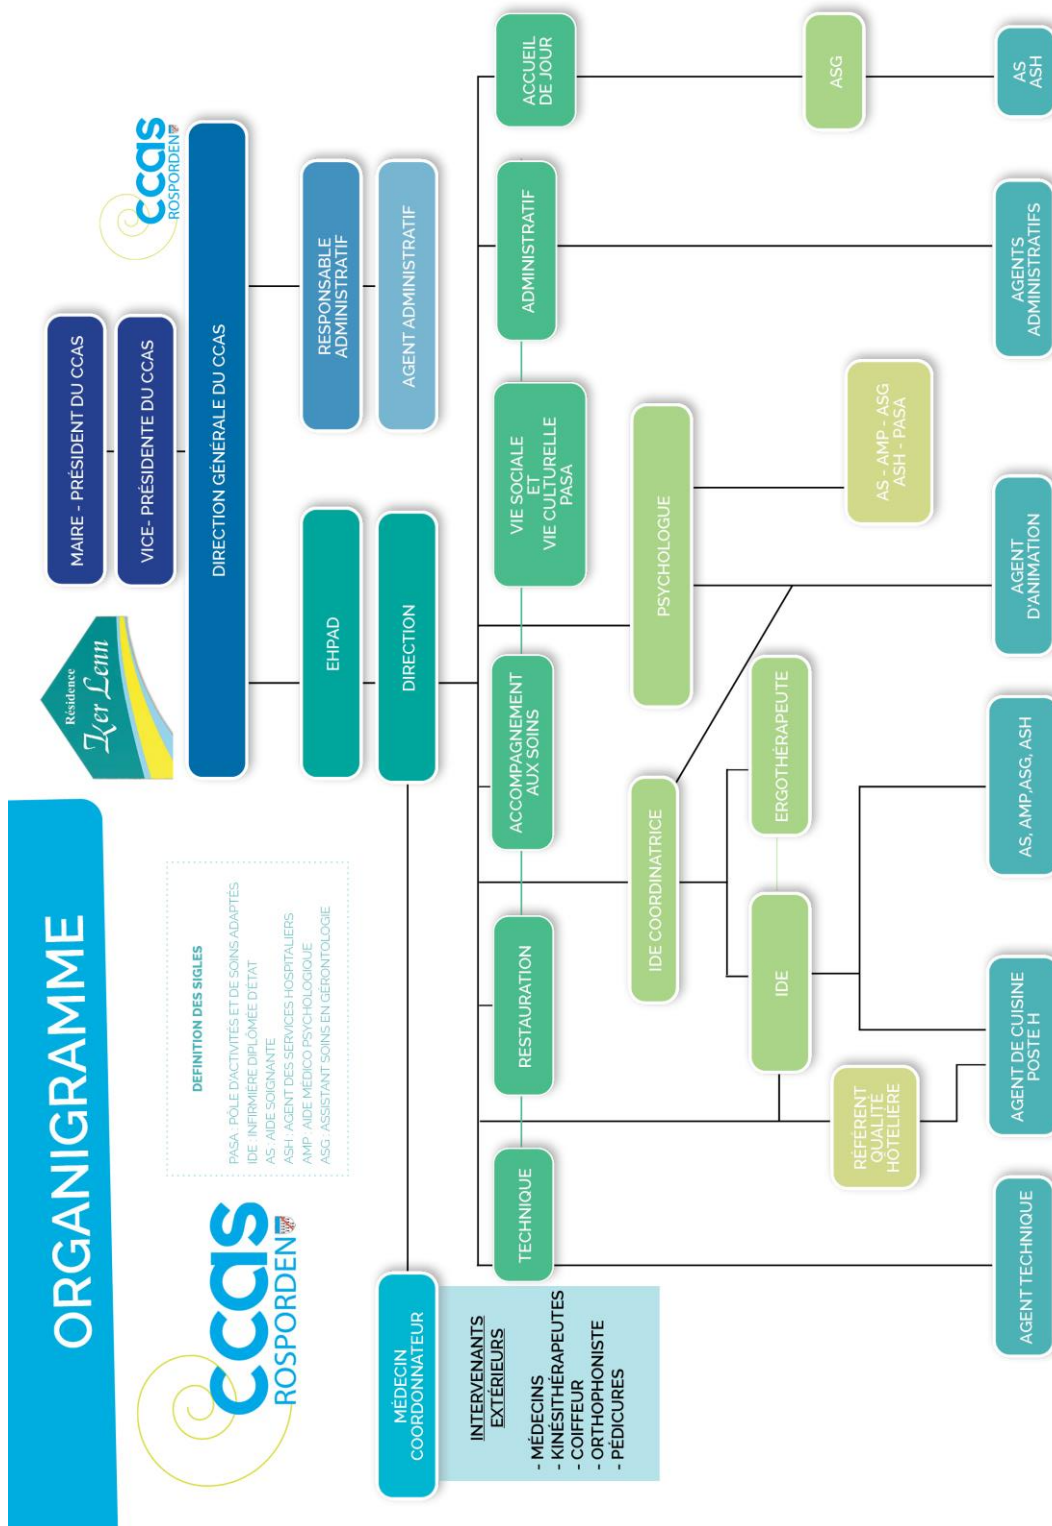 ORGANIGRAMME
Résidence
Ker Lenn
ccas
ROSPORDEN
ccas
ROSPORDEN
DEFINITION DES SIGLES
PASA : PÔLE D'ACTIVITÉS ET DE SOINS ADAPTÉS
IDE : INFIRMIÈRE DIPLÔMÉE D'ÉTAT
AS : AIDE SOIGNANTE
ASH : AGENT DES SERVICES HOSPITALIERS
AMP : AIDE MÉDICO PSYCHOLOGIQUE
ASG : ASSISTANT SOINS EN GÉRONTOLOGIE
MAIRE - PRÉSIDENT DU CCAS
VICE- PRÉSIDENTE DU CCAS
DIRECTION GÉNÉRALE DU CCAS
EHPAD
RESPONSABLE
ADMINISTRATIF
DIRECTION
AGENT ADMINISTRATIF
MÉDECIN
COORDONNATEUR
INTERVENANTS
EXTÉRIEURS
- MÉDECINS
- KINÉSITHÉRAPEUTES
- COIFFEUR
- ORTHOPHONISTE
- PÉDICURES
TECHNIQUE
RESTAURATION
ACCOMPAGNEMENT
AUX SOINS
VIE SOCIALE
ET
VIE CULTURELLE
PASA
ADMINISTRATIF
ACCUEIL
DE JOUR
IDE COORDINATRICE
PSYCHOLOGUE
IDE
ERGOTHÉRAPEUTE
ASG
RÉFÉRENT
QUALITÉ
HÔTELIERE
AS - AMP - ASG
ASH - PASA
AGENT TECHNIQUE
AGENT DE CUISINE
POSTE H
AS, AMP,ASG, ASH
AGENT
D'ANIMATION
AGENTS
ADMINISTRATIFS
AS
ASH